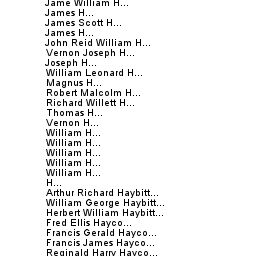 Jame William H...
James H...
James Scott H...
James H...
John Reid William H...
Vernon Joseph H...
Joseph H...
William Leonard H...
Magnus H...
Robert Malcolm H...
Richard Willett H...
Thomas H...
Vernon H...
William H...
William H...
William H...
William H...
William H...
H...
Arthur Richard Haybitt...
William George Haybitt...
Herbert William Haybitt...
Fred Ellis Hayco...
Francis Gerald Hayco...
Francis James Hayco...
Reginald Harry Hayco...